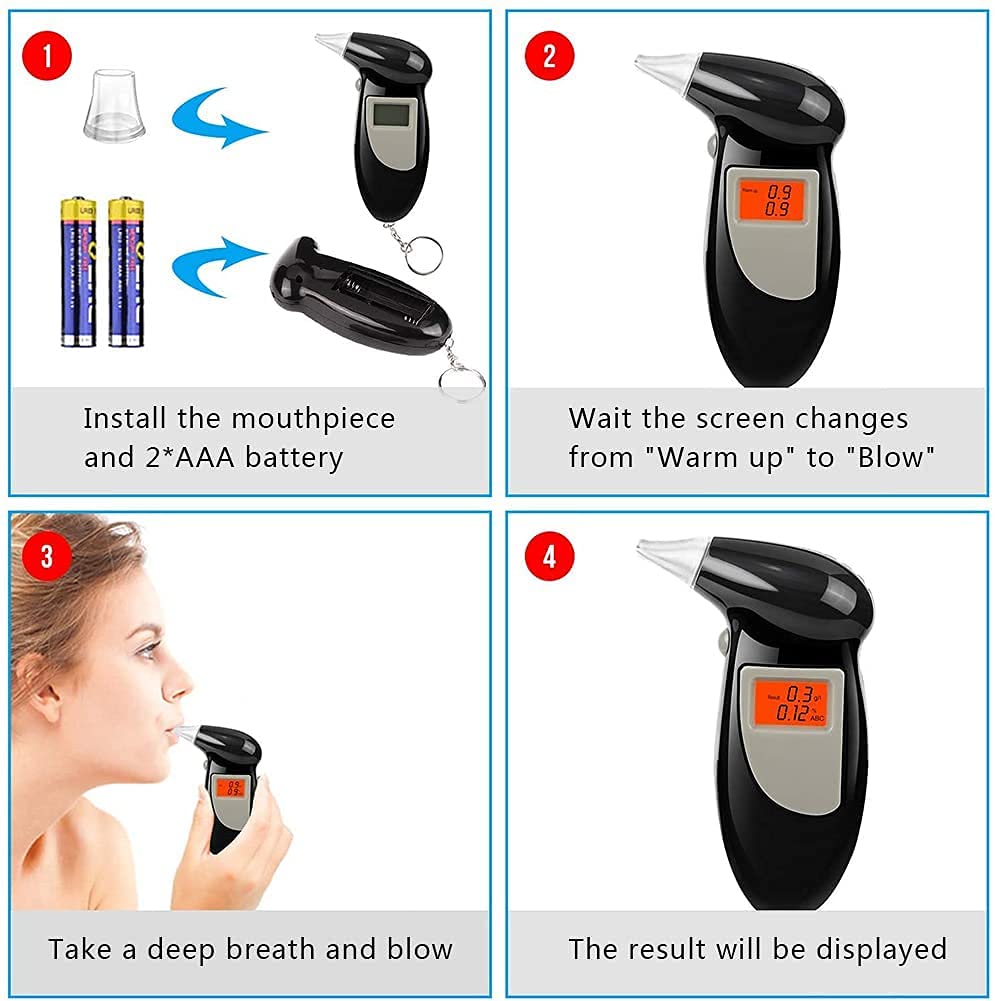 1
Install the mouthpiece
and 2*AAA battery
2
Warm up 0.9
0.9
Wait the screen changes
from "Warm up" to "Blow"
3
Take a deep breath and blow
4
Result 0.3 g/l
0.12 % ABC
The result will be displayed